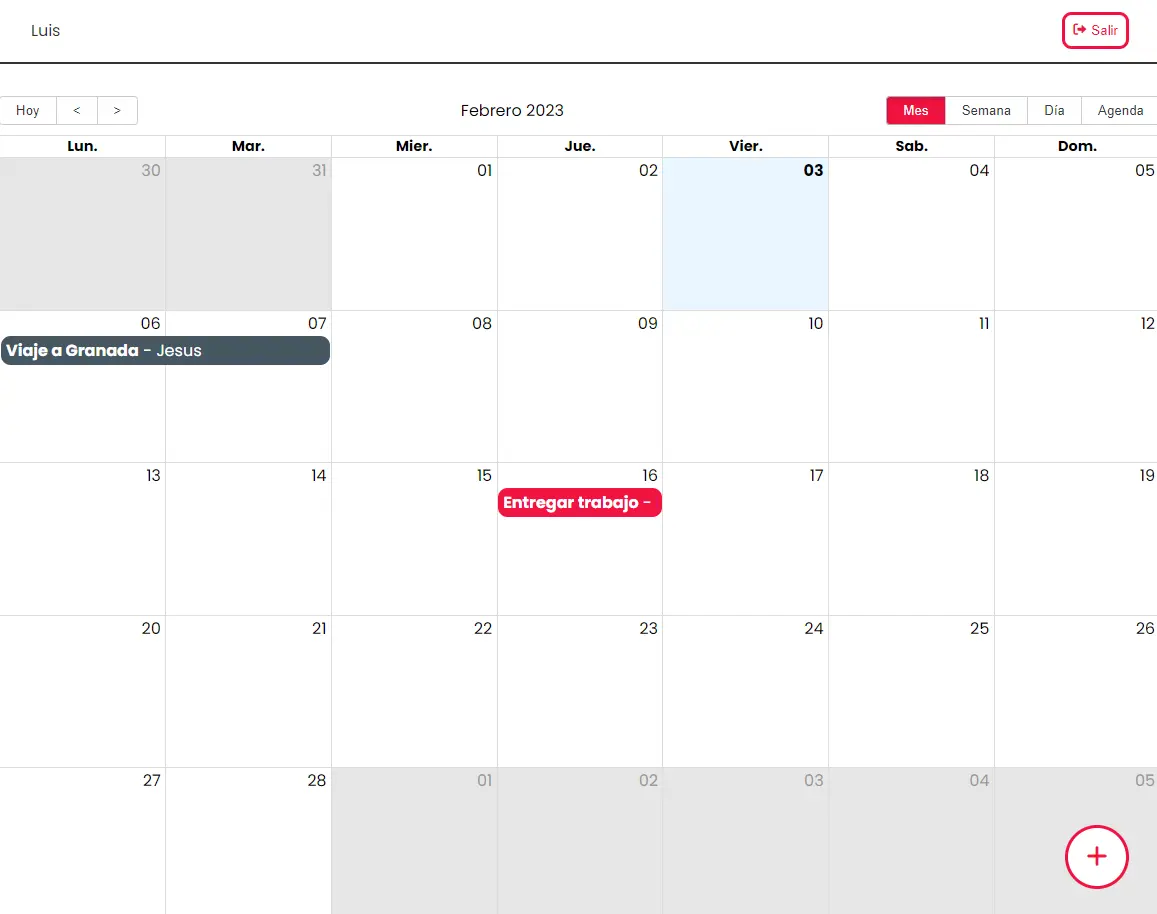 Luis
Salir
Hoy < > Febrero 2023 Mes Semana Día Agenda
Lun. Mar. Mier. Jue. Vier. Sab. Dom.
30 31 01 02 03 04 05
06 07 08 09 10 11 12
Viaje a Granada - Jesus
13 14 15 16 17 18 19
Entregar trabajo -
20 21 22 23 24 25 26
27 28 01 02 03 04 05
+